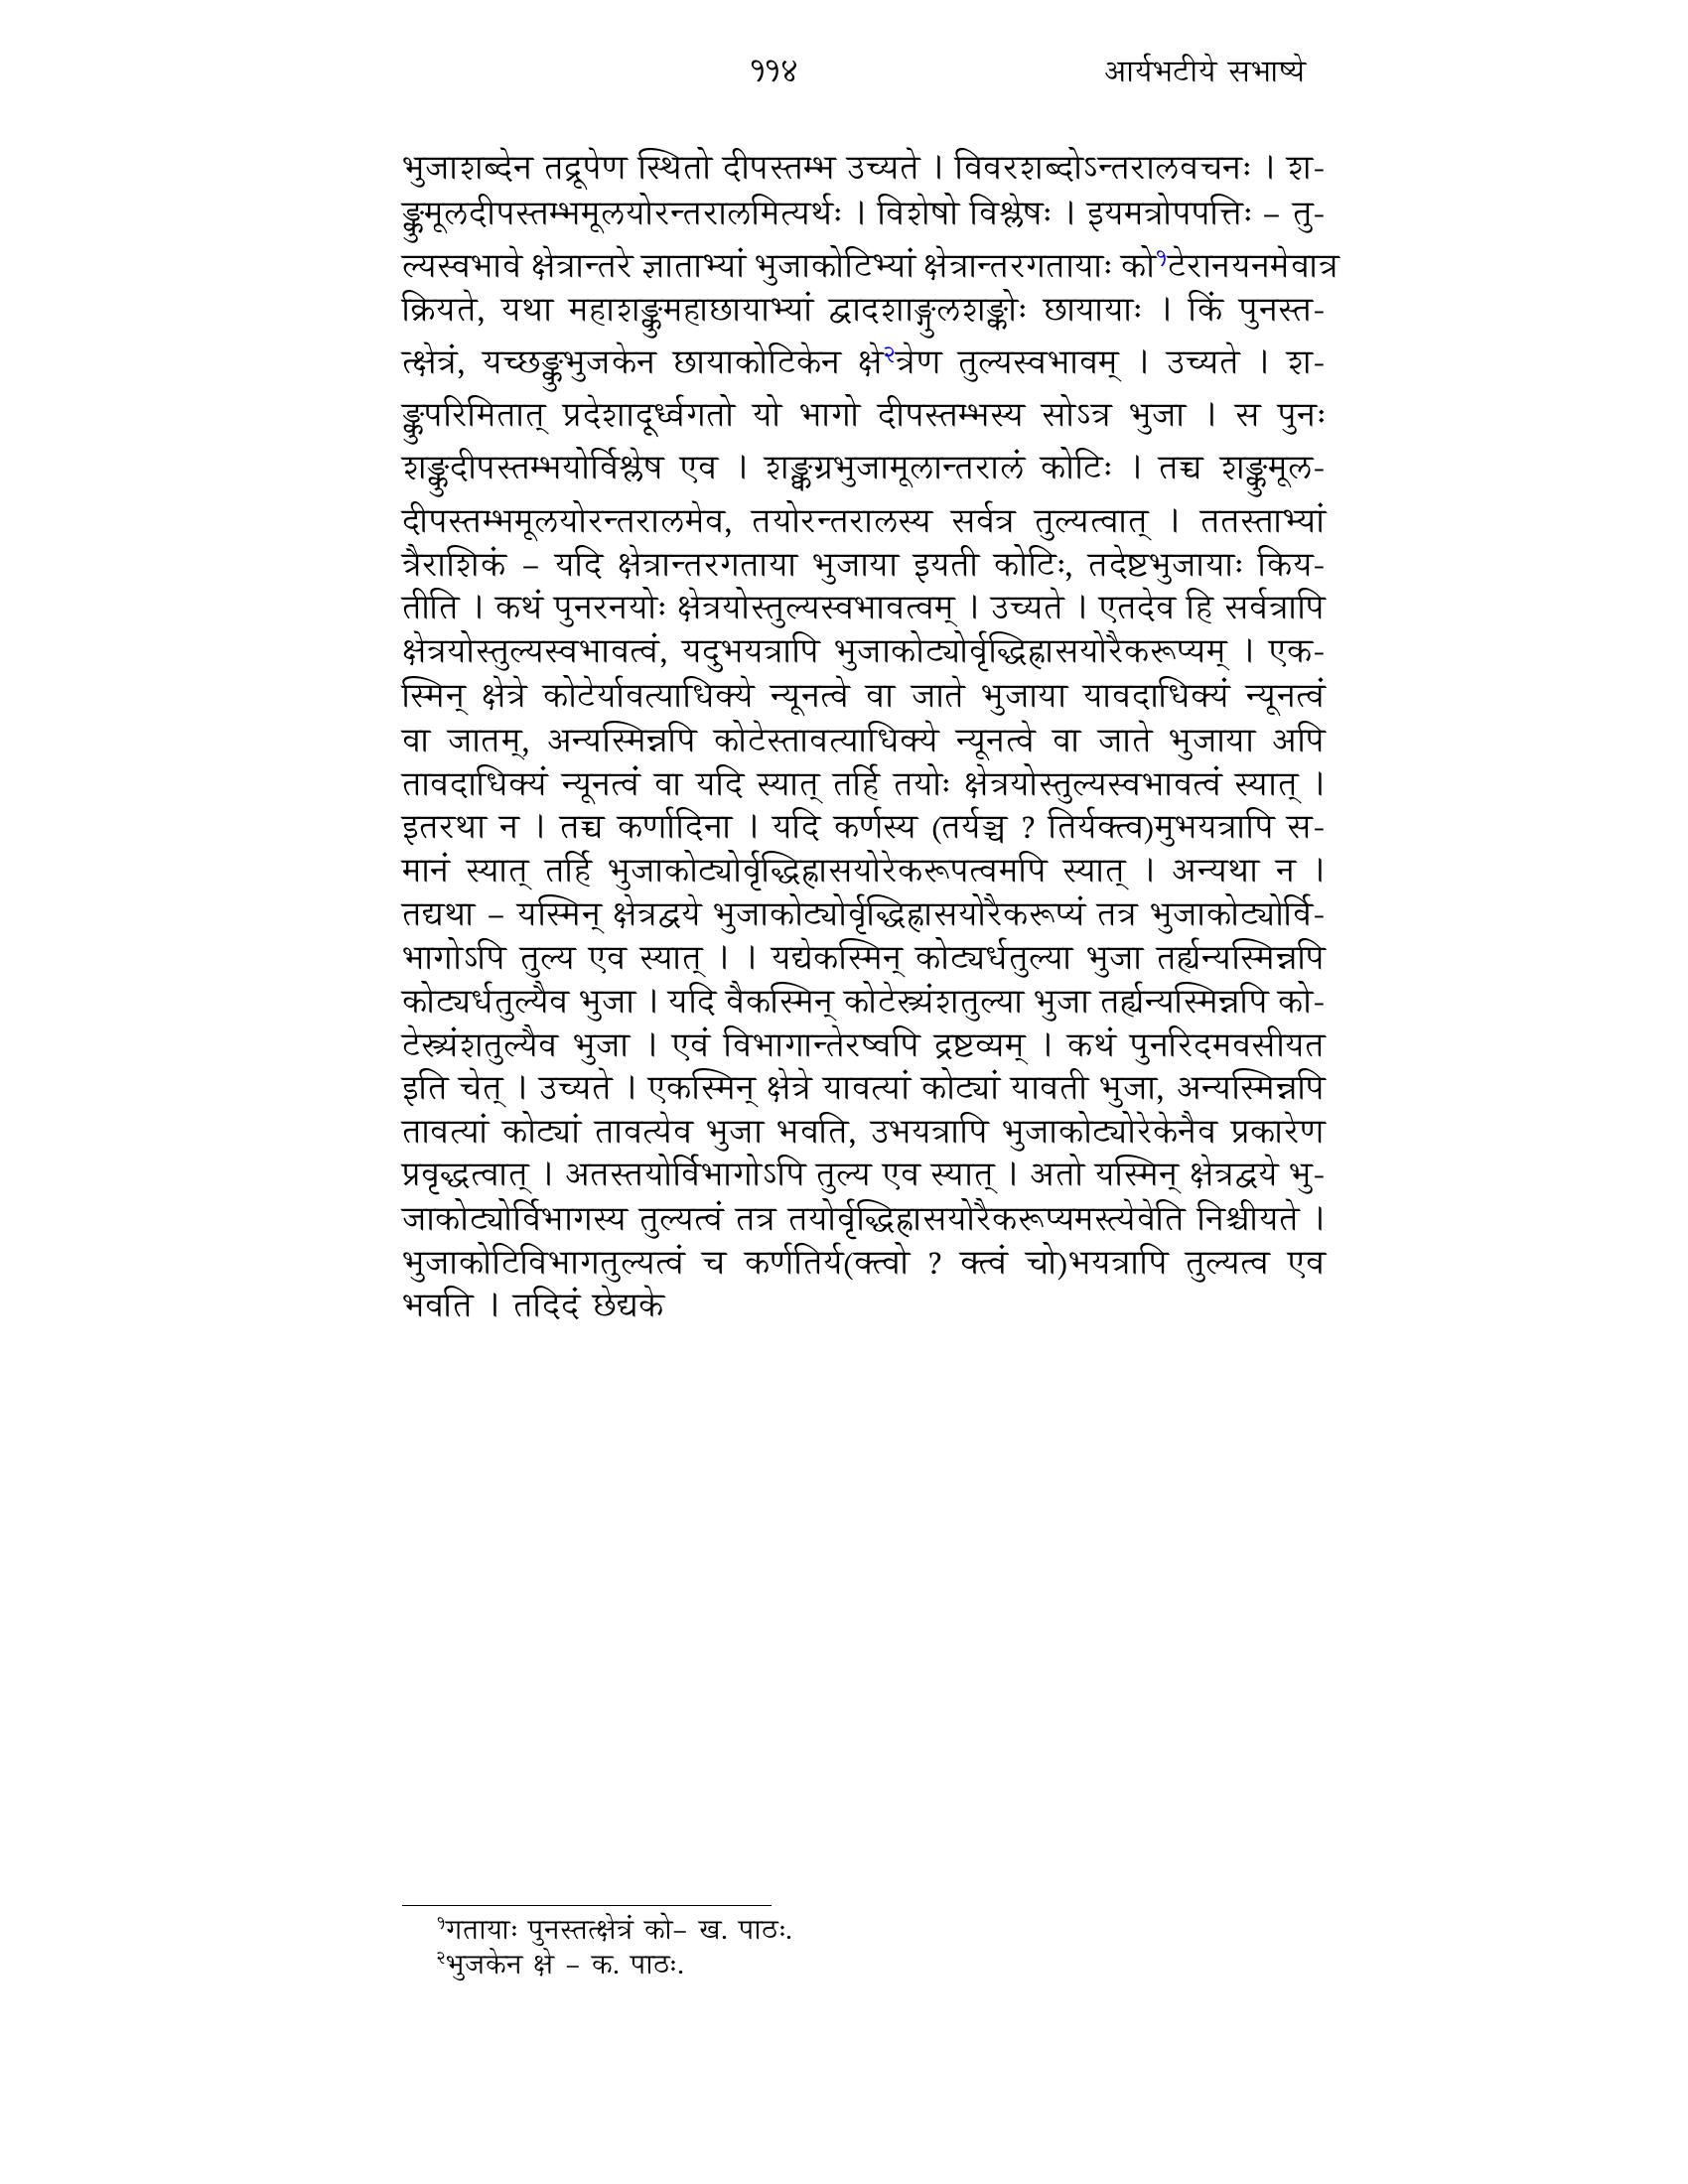 ११४ आर्यभटीये सभाष्ये
भुजाशब्देन तद्रूपेण स्थितो दीपस्तम्भ उच्यते । विवरशब्दोऽन्तरालवचनः । श-
ङ्कुमूलदीपस्तम्भमूलयोरन्तरालमित्यर्थः । विशेषो विश्लेषः । इयमत्रोपपत्तिः – तु-
ल्यस्वभावे क्षेत्रान्तरे ज्ञाताभ्यां भुजाकोटिभ्यां क्षेत्रान्तरगतायाः को१टेरानयनमेवात्र
क्रियते, यथा महाशङ्कुमहाछायाभ्यां द्वादशाङ्गुलशङ्कोः छायायाः । किं पुनस्त-
त्क्षेत्रं, यच्छङ्कुभुजकेन छायाकोटिकेन क्षे२त्रेण तुल्यस्वभावम् । उच्यते । श-
ङ्कुपरिमितात् प्रदेशादूर्ध्वगतो यो भागो दीपस्तम्भस्य सोऽत्र भुजा । स पुनः
शङ्कुदीपस्तम्भयोर्विश्लेष एव । शङ्क्वग्रभुजामूलान्तरालं कोटिः । तच्च शङ्कुमूल-
दीपस्तम्भमूलयोरन्तरालमेव, तयोरन्तरालस्य सर्वत्र तुल्यत्वात् । ततस्ताभ्यां
त्रैराशिकं – यदि क्षेत्रान्तरगताया भुजाया इयती कोटिः, तदेष्टभुजायाः किय-
तीति । कथं पुनरनयोः क्षेत्रयोस्तुल्यस्वभावत्वम् । उच्यते । एतदेव हि सर्वत्रापि
क्षेत्रयोस्तुल्यस्वभावत्वं, यदुभयत्रापि भुजाकोट्योर्वृद्धिह्रासयोरैकरूप्यम् । एक-
स्मिन् क्षेत्रे कोटेर्यावत्याधिक्ये न्यूनत्वे वा जाते भुजाया यावदाधिक्यं न्यूनत्वं
वा जातम्, अन्यस्मिन्नपि कोटेस्तावत्याधिक्ये न्यूनत्वे वा जाते भुजाया अपि
तावदाधिक्यं न्यूनत्वं वा यदि स्यात् तर्हि तयोः क्षेत्रयोस्तुल्यस्वभावत्वं स्यात् ।
इतरथा न । तच्च कर्णादिना । यदि कर्णस्य (तर्यञ्च ? तिर्यक्त्व)मुभयत्रापि स-
मानं स्यात् तर्हि भुजाकोट्योर्वृद्धिह्रासयोरेकरूपत्वमपि स्यात् । अन्यथा न ।
तद्यथा – यस्मिन् क्षेत्रद्वये भुजाकोट्योर्वृद्धिह्रासयोरैकरूप्यं तत्र भुजाकोट्योर्वि-
भागोऽपि तुल्य एव स्यात् । । यद्येकस्मिन् कोट्यर्धतुल्या भुजा तर्ह्यन्यस्मिन्नपि
कोट्यर्धतुल्यैव भुजा । यदि वैकस्मिन् कोटेस्त्र्यंशतुल्या भुजा तर्ह्यन्यस्मिन्नपि को-
टेस्त्र्यंशतुल्यैव भुजा । एवं विभागान्तेरष्वपि द्रष्टव्यम् । कथं पुनरिदमवसीयत
इति चेत् । उच्यते । एकस्मिन् क्षेत्रे यावत्यां कोट्यां यावती भुजा, अन्यस्मिन्नपि
तावत्यां कोट्यां तावत्येव भुजा भवति, उभयत्रापि भुजाकोट्योरेकेनैव प्रकारेण
प्रवृद्धत्वात् । अतस्तयोर्विभागोऽपि तुल्य एव स्यात् । अतो यस्मिन् क्षेत्रद्वये भु-
जाकोट्योर्विभागस्य तुल्यत्वं तत्र तयोर्वृद्धिह्रासयोरैकरूप्यमस्त्येवेति निश्चीयते ।
भुजाकोटिविभागतुल्यत्वं च कर्णतिर्य(क्त्वो ? क्त्वं चो)भयत्रापि तुल्यत्व एव
भवति । तदिदं छेद्यके
१गतायाः पुनस्तत्क्षेत्रं को– ख. पाठः.
२भुजकेन क्षे – क. पाठः.